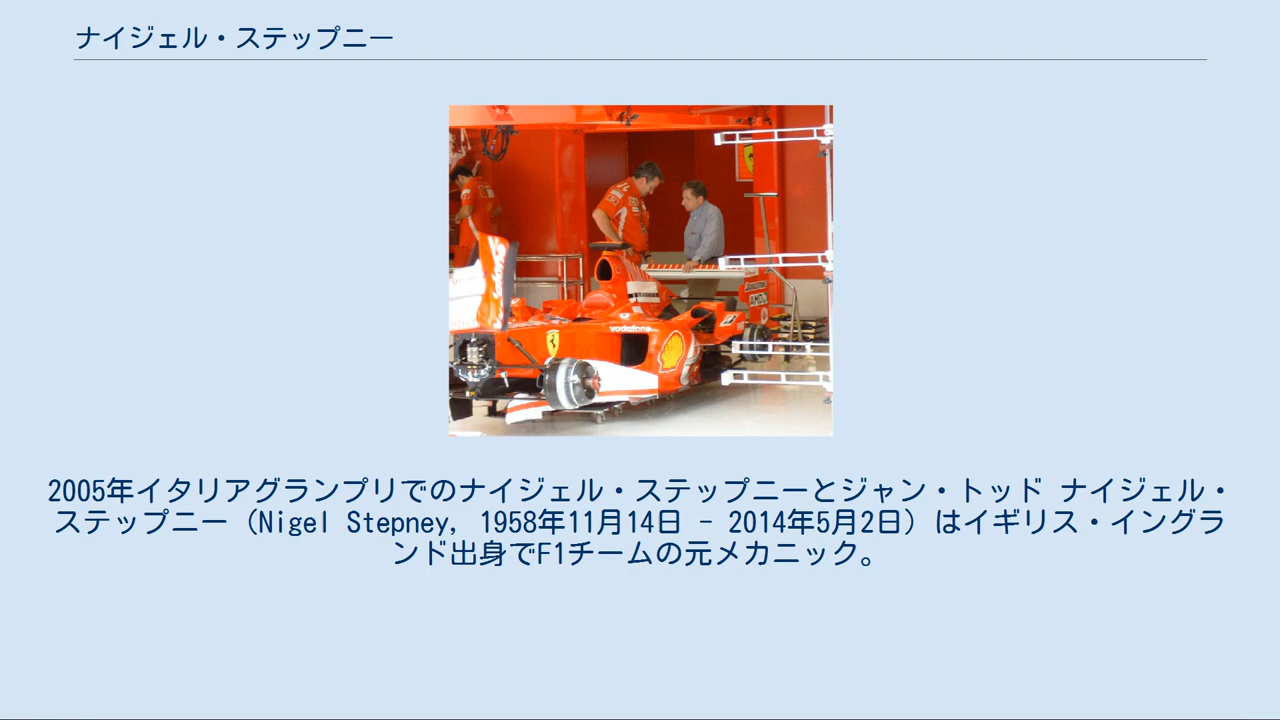 ナイジェル・ステップニー
vodafone
AMD
2005年イタリアグランプリでのナイジェル・ステップニーとジャン・トッド ナイジェル・
ステップニー（Nigel Stepney, 1958年11月14日 - 2014年5月2日）はイギリス・イングラ
ンド出身でF1チームの元メカニック。